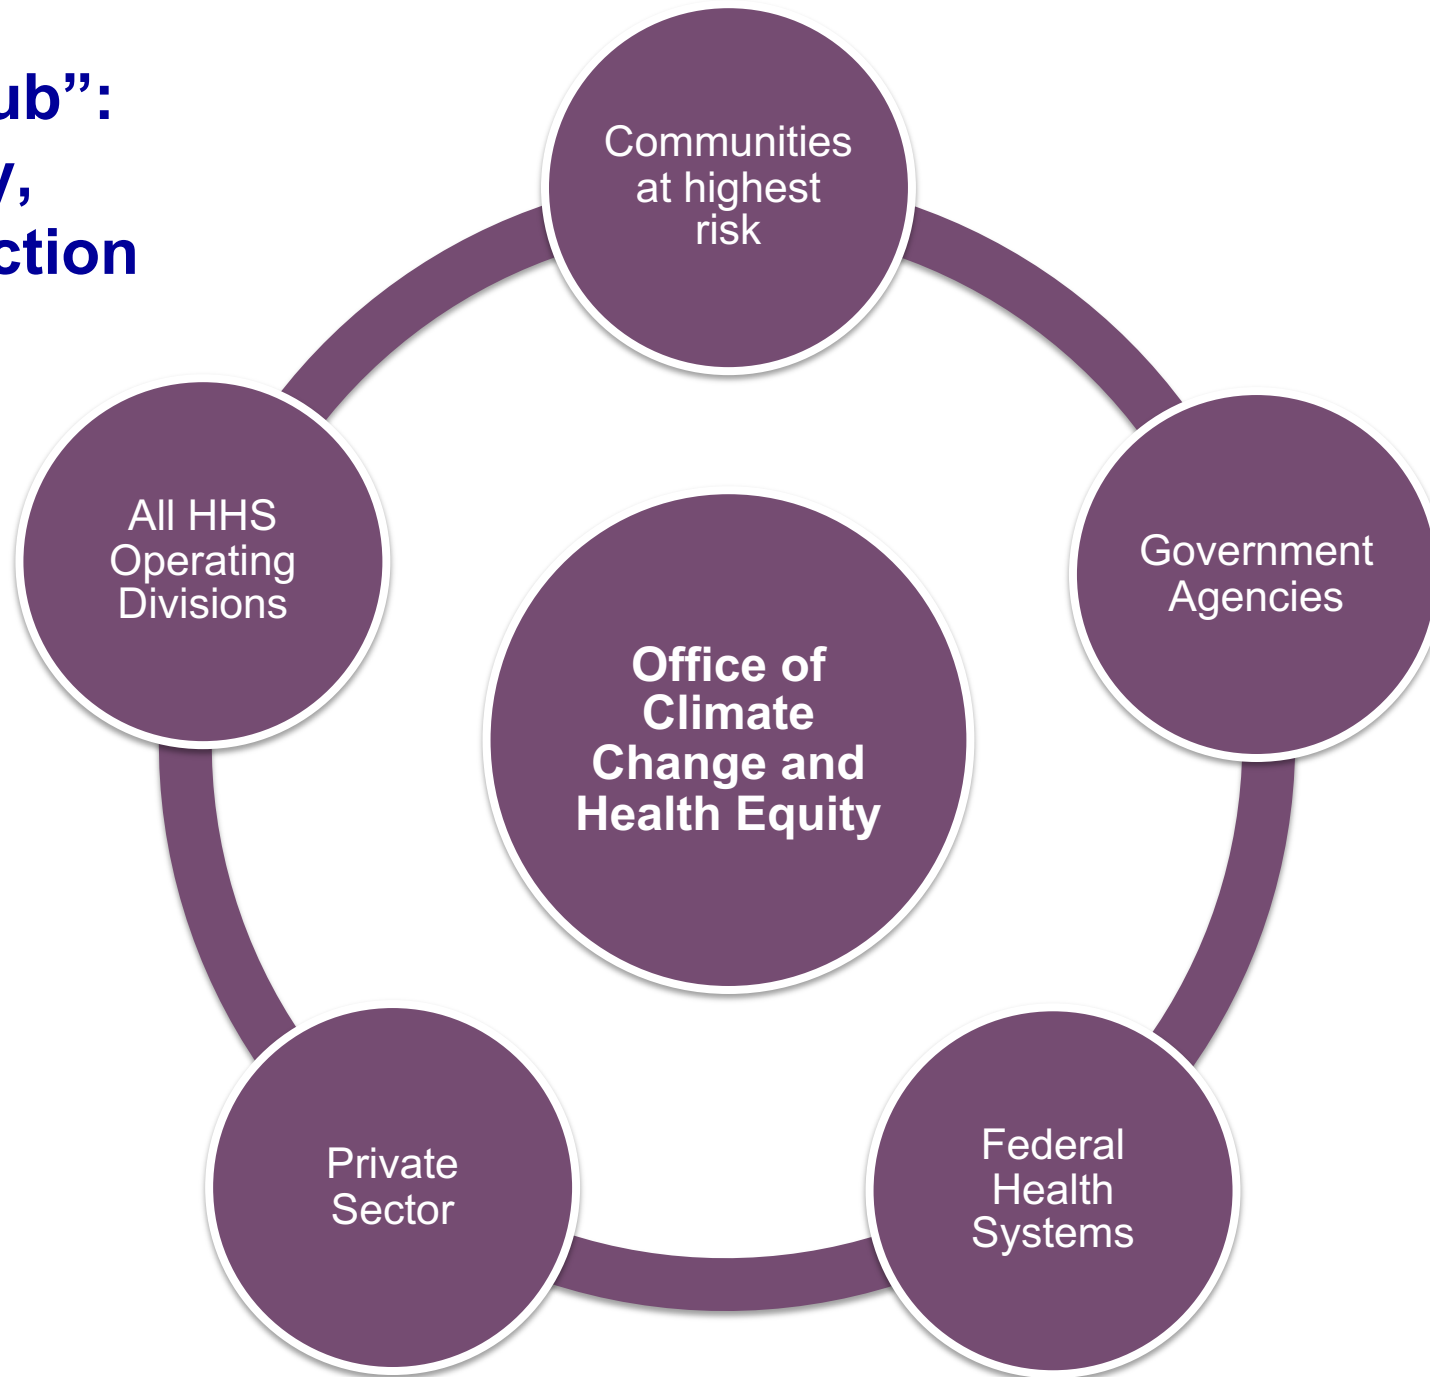 ub”:
y,
ction
Communities
at highest
risk
All HHS
Operating
Divisions
Government
Agencies
Office of
Climate
Change and
Health Equity
Private
Sector
Federal
Health
Systems